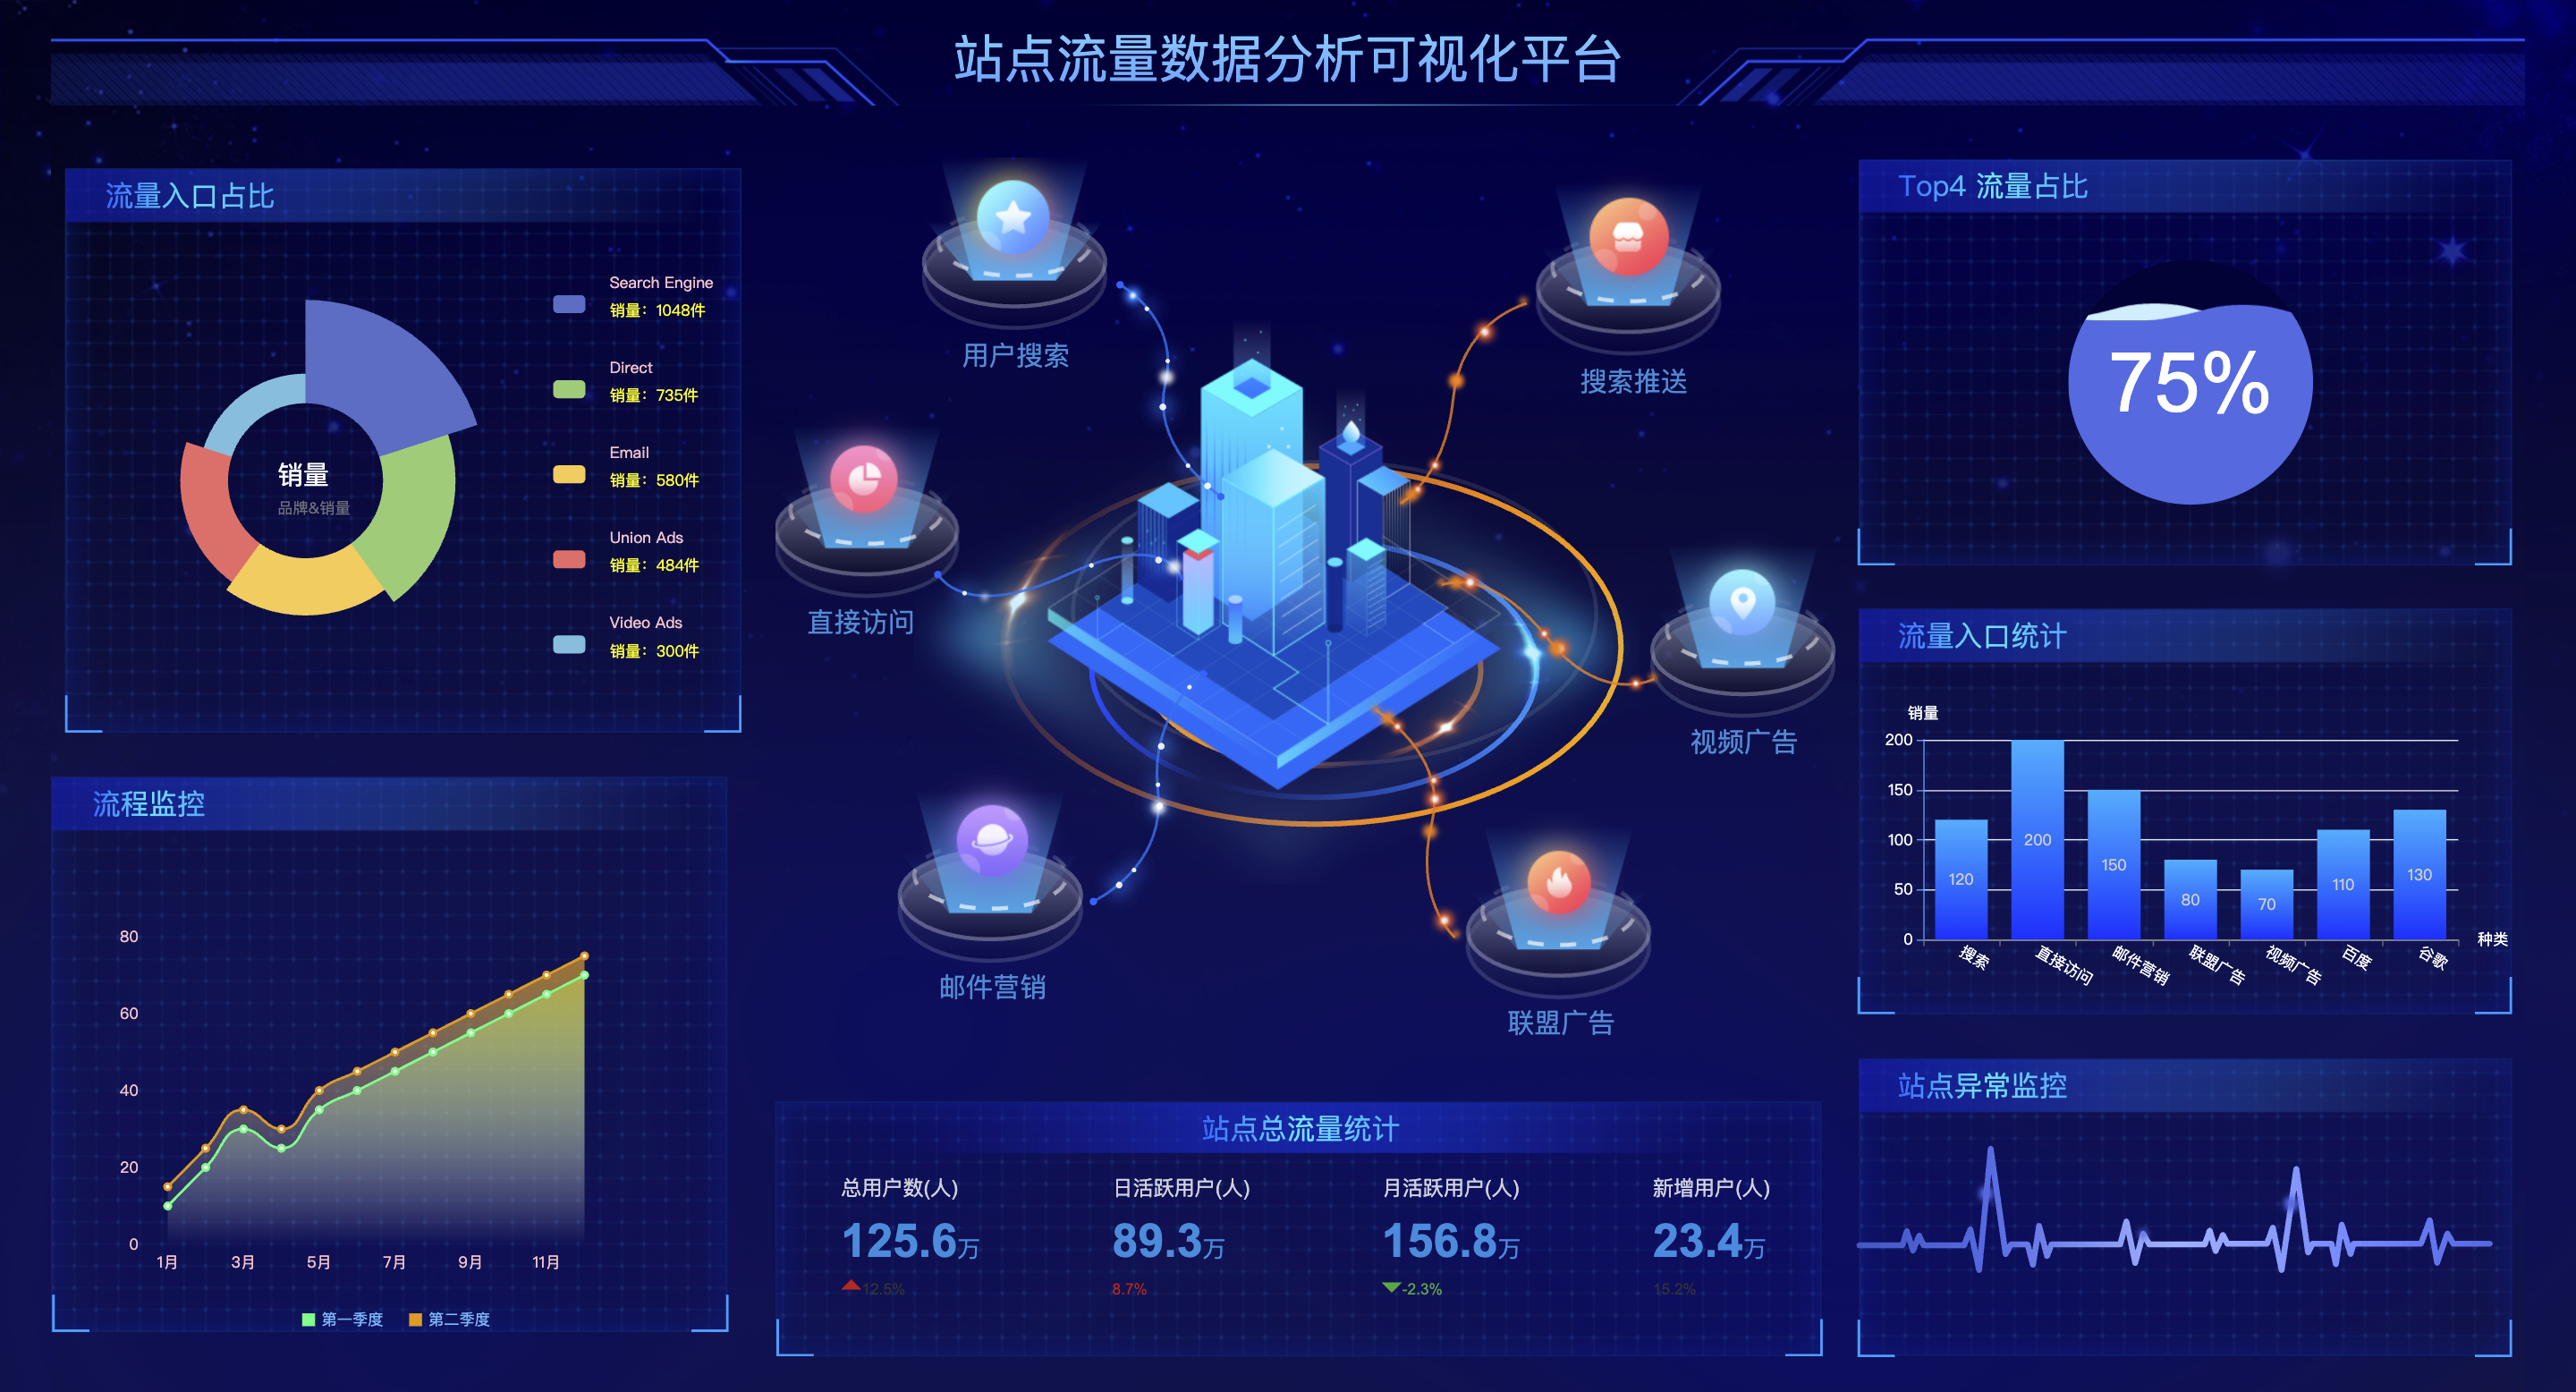 站点流量数据分析可视化平台
流量入口占比
Search Engine
销量：1048件
Direct
销量：735件
Email
销量：580件
Union Ads
销量：484件
Video Ads
销量：300件
销量
品牌&销量
流程监控
80
60
40
20
0
1月 3月 5月 7月 9月 11月
第一季度 第二季度
用户搜索
搜索推送
直接访问
视频广告
邮件营销
联盟广告
站点总流量统计
总用户数(人)
125.6万
12.5%
日活跃用户(人)
89.3万
8.7%
月活跃用户(人)
156.8万
-2.3%
新增用户(人)
23.4万
15.2%
Top4 流量占比
75%
流量入口统计
销量
200
150
100
50
0
120 200 150 80 70 110 130
搜索 直接访问 邮件营销 联盟广告 视频广告 百度 谷歌
种类
站点异常监控